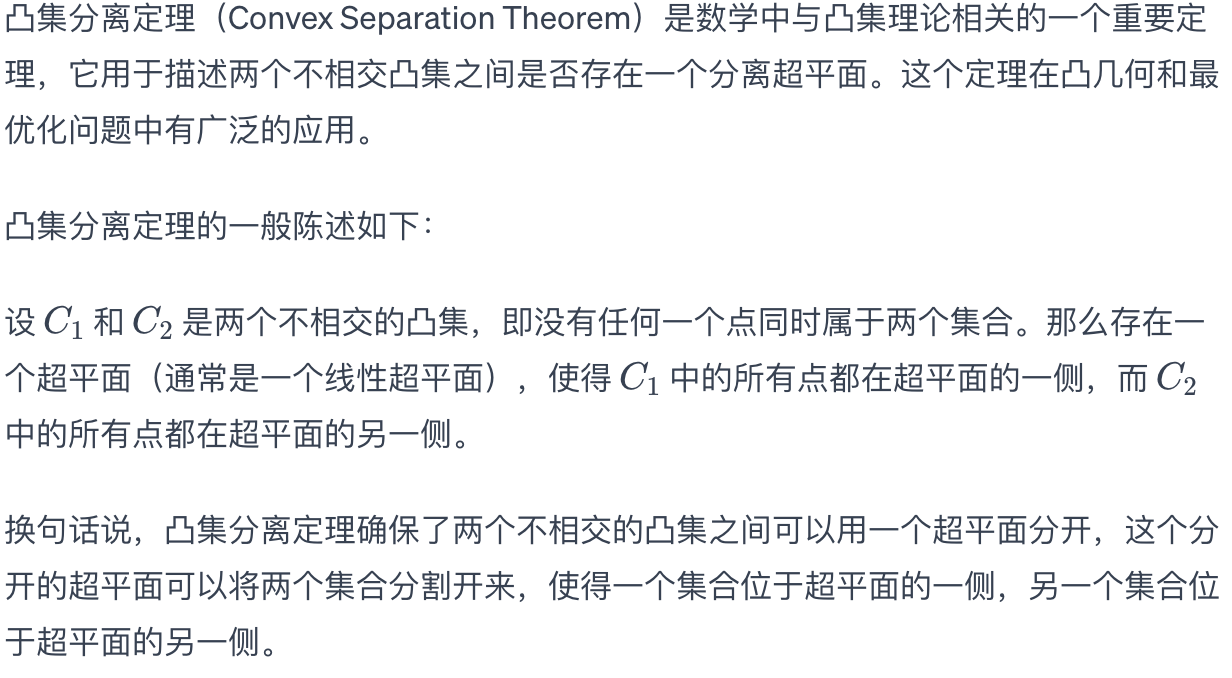 凸集分离定理（Convex Separation Theorem）是数学中与凸集理论相关的一个重要定
理，它用于描述两个不相交凸集之间是否存在一个分离超平面。这个定理在凸几何和最
优化问题中有广泛的应用。
凸集分离定理的一般陈述如下：
设 C₁ 和 C₂ 是两个不相交的凸集，即没有任何一个点同时属于两个集合。那么存在一
个超平面（通常是一个线性超平面），使得 C₁ 中的所有点都在超平面的一侧，而 C₂
中的所有点都在超平面的另一侧。
换句话说，凸集分离定理确保了两个不相交的凸集之间可以用一个超平面分开，这个分
开的超平面可以将两个集合分割开来，使得一个集合位于超平面的一侧，另一个集合位
于超平面的另一侧。